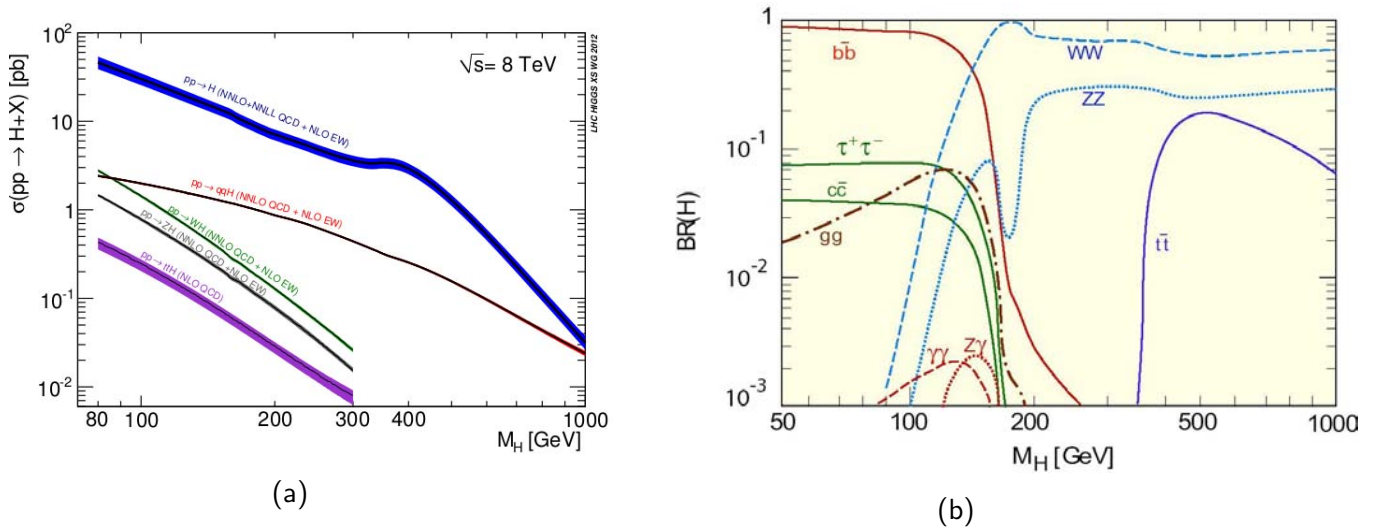 σ(pp → H+X) [pb]
10²
10
1
10⁻¹
10⁻²
√s= 8 TeV
LHC HIGGS XS WG 2012
pp → H (NNLO+NNLL QCD + NLO EW)
pp → qqH (NNLO QCD + NLO EW)
pp → WH (NNLO QCD + NLO EW)
pp → ZH (NNLO QCD +NLO EW)
pp → ttH (NLO QCD)
80 100 200 300 400 1000
M_H [GeV]
(a)
BR(H)
1
10⁻¹
10⁻²
10⁻³
bb̄
WW
ZZ
τ⁺τ⁻
cc̄
gg
tt̄
γγ
Zγ
50 100 200 500 1000
M_H [GeV]
(b)